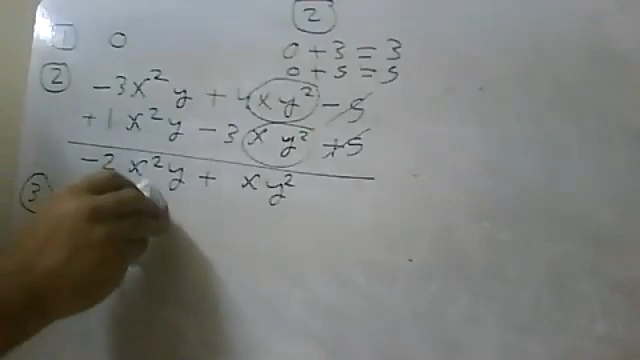 2
1 0
0 + 3 = 3
0 + 5 = 5
2 -3x²y + 4xy² - 5
+1x²y - 3xy² + 5
-2x²y + xy²
3